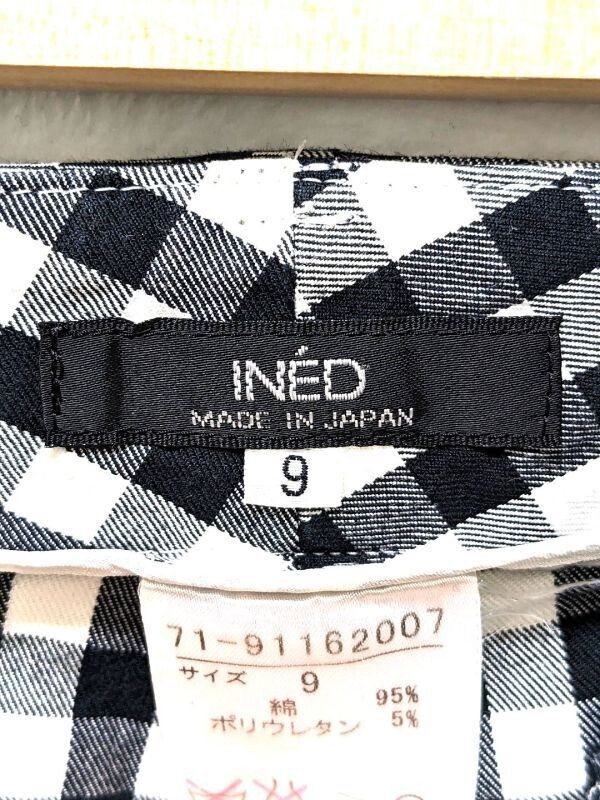 INÉD
MADE IN JAPAN
9
71-91162007
サイズ 9
綿 95%
ポリウレタン 5%